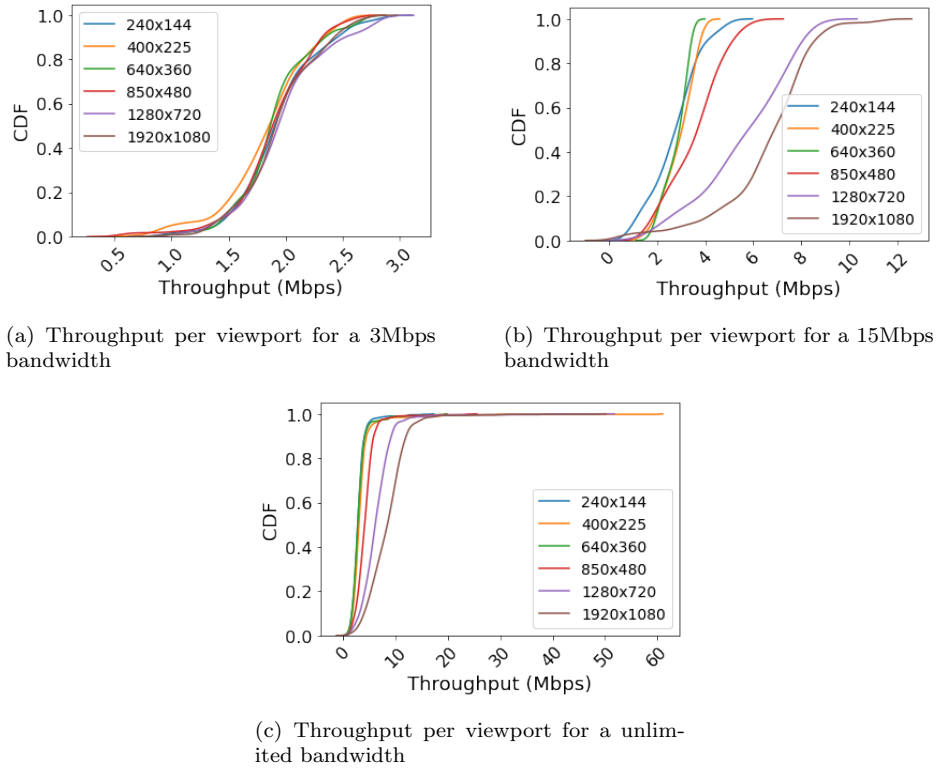 1.0
0.8
0.6
0.4
0.2
0.0
CDF
240x144
400x225
640x360
850x480
1280x720
1920x1080
0.5
1.0
1.5
2.0
2.5
3.0
Throughput (Mbps)
(a) Throughput per viewport for a 3Mbps
bandwidth
1.0
0.8
0.6
0.4
0.2
0.0
CDF
240x144
400x225
640x360
850x480
1280x720
1920x1080
0
2
4
6
8
10
12
Throughput (Mbps)
(b) Throughput per viewport for a 15Mbps
bandwidth
1.0
0.8
0.6
0.4
0.2
0.0
CDF
240x144
400x225
640x360
850x480
1280x720
1920x1080
0
10
20
30
40
50
60
Throughput (Mbps)
(c) Throughput per viewport for a unlim-
ited bandwidth